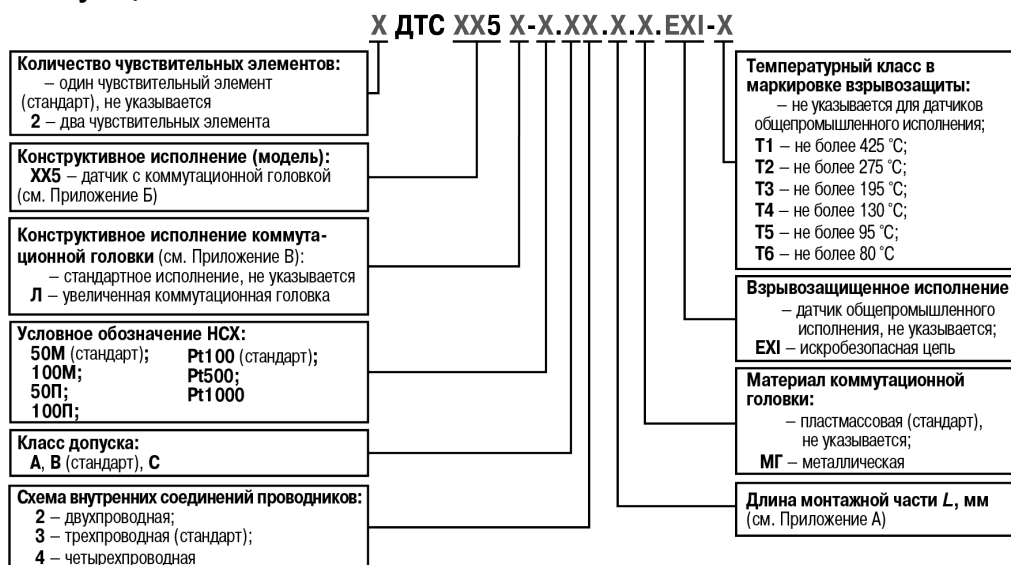 X ДТС XX5 X-X.XX.X.X.EXI-X
Количество чувствительных элементов:
– один чувствительный элемент
(стандарт), не указывается
2 – два чувствительных элемента
Конструктивное исполнение (модель):
XX5 – датчик с коммутационной головкой
(см. Приложение Б)
Конструктивное исполнение коммута-
ционной головки (см. Приложение В):
– стандартное исполнение, не указывается
Л – увеличенная коммутационная головка
Условное обозначение НСХ:
50М (стандарт);
100М;
50П;
100П;
Pt100 (стандарт);
Pt500;
Pt1000
Класс допуска:
А, В (стандарт), С
Схема внутренних соединений проводников:
2 – двухпроводная;
3 – трехпроводная (стандарт);
4 – четырехпроводная
Температурный класс в
маркировке взрывозащиты:
– не указывается для датчиков
общепромышленного исполнения;
Т1 – не более 425 ˚С;
Т2 – не более 275 ˚С;
Т3 – не более 195 ˚С;
Т4 – не более 130 ˚С;
Т5 – не более 95 ˚С;
Т6 – не более 80 ˚С
Взрывозащищенное исполнение
– датчик общепромышленного
исполнения, не указывается;
EXI – искробезопасная цепь
Материал коммутационной
головки:
– пластмассовая (стандарт),
не указывается;
МГ – металлическая
Длина монтажной части L, мм
(см. Приложение А)